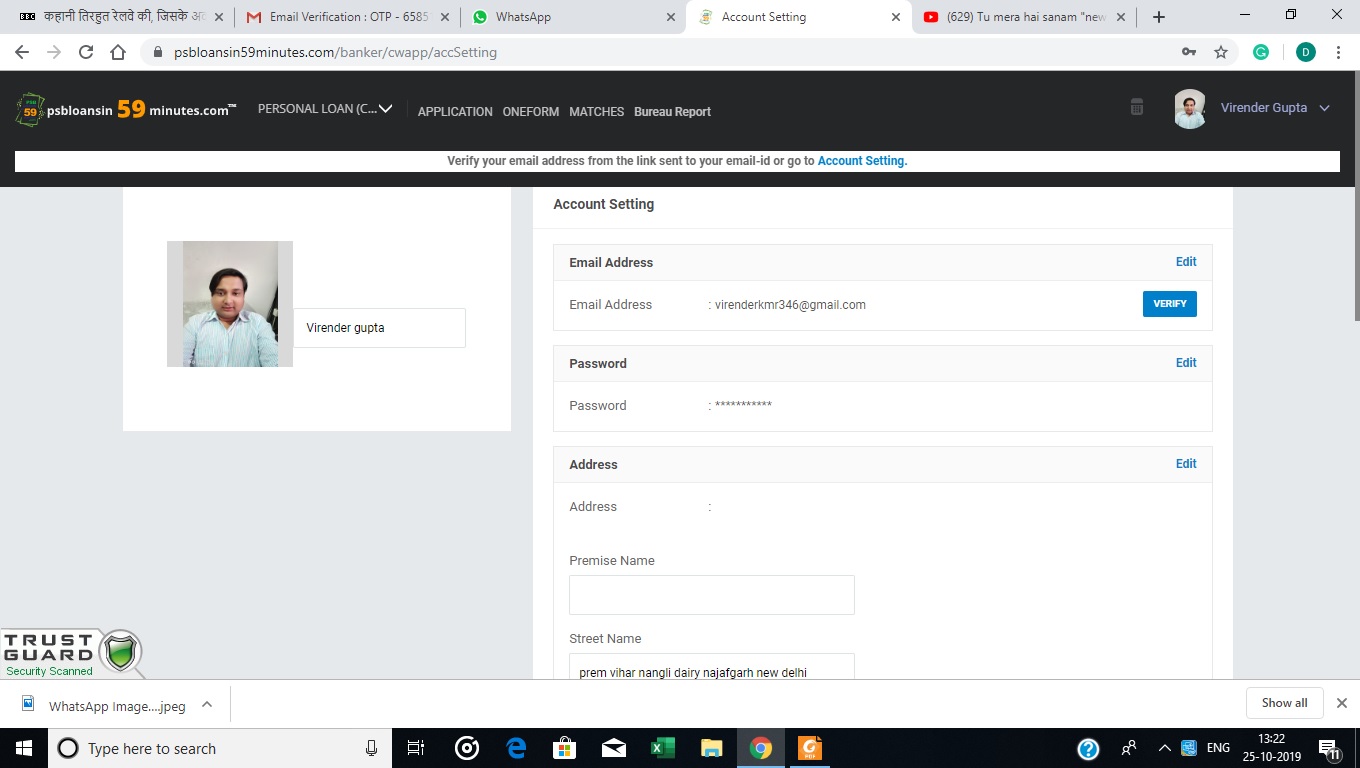 BBC कहानी तिरहुत रेलवे की, जिसके
Email Verification : OTP - 6585
WhatsApp
Account Setting
(629) Tu mera hai sanam "new
psbloansin59minutes.com/banker/cwapp/accSetting
D
59 psbloansin 59 minutes.com™
PERSONAL LOAN (C...
APPLICATION ONEFORM MATCHES Bureau Report
Virender Gupta
Verify your email address from the link sent to your email-id or go to Account Setting.
Virender gupta
Account Setting
Email Address Edit
Email Address : virenderkmr346@gmail.com VERIFY
Password Edit
Password : ***********
Address Edit
Address :
Premise Name
Street Name
prem vihar nangli dairy najafgarh new delhi
TRUST
GUARD
Security Scanned
WhatsApp Image....jpeg
Show all
Type here to search
ENG
13:22
25-10-2019
11